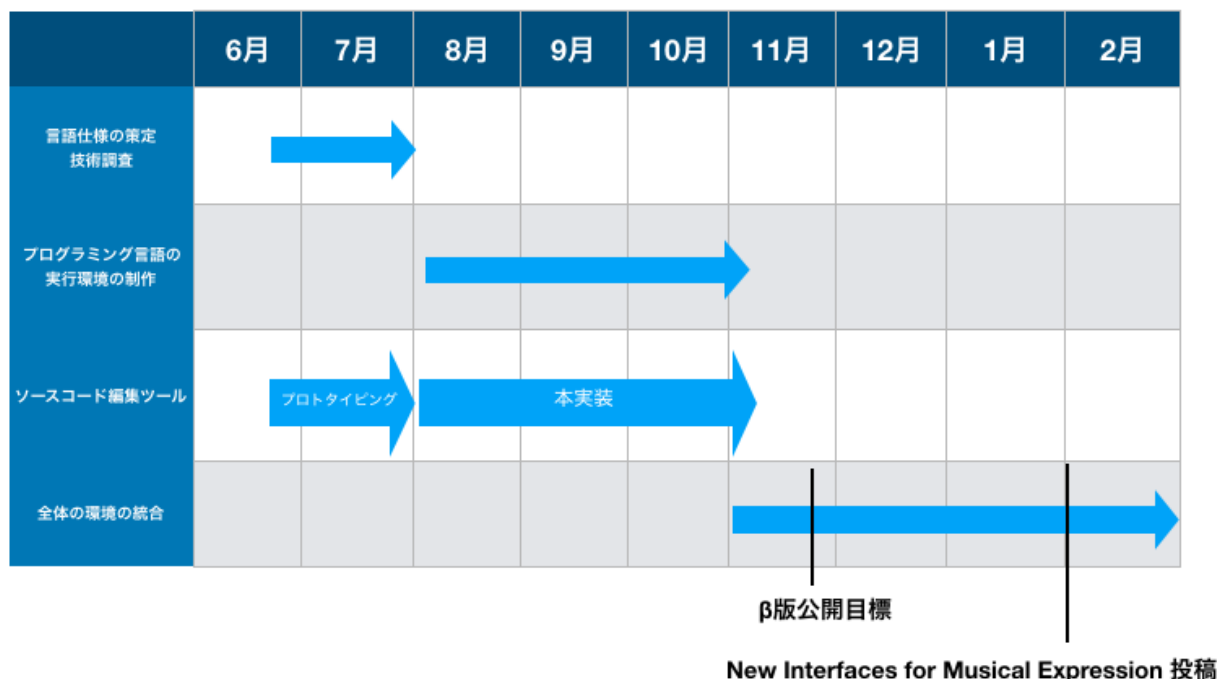 6月 7月 8月 9月 10月 11月 12月 1月 2月
言語仕様の策定
技術調査
プログラミング言語の
実行環境の制作
ソースコード編集ツール
プロトタイピング
本実装
全体の環境の統合
β版公開目標
New Interfaces for Musical Expression 投稿